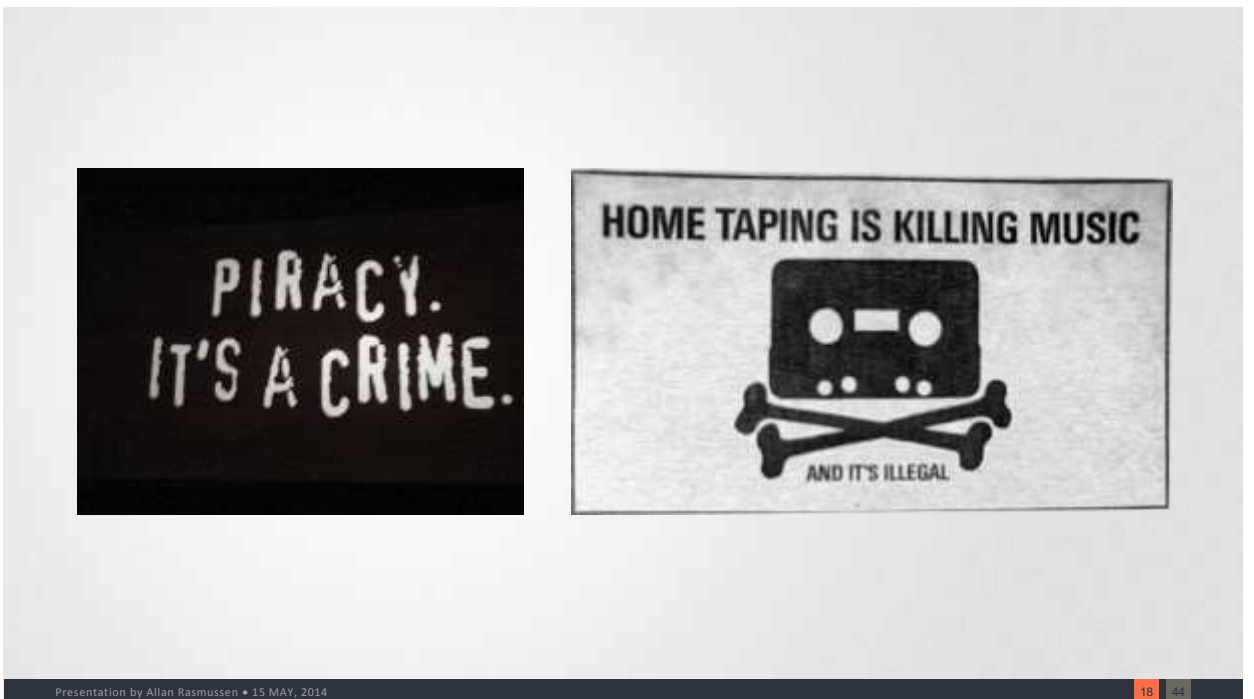 PIRACY.
IT'S A CRIME.
HOME TAPING IS KILLING MUSIC
AND IT'S ILLEGAL
Presentation by Allan Rasmussen • 15 MAY, 2014
18
44